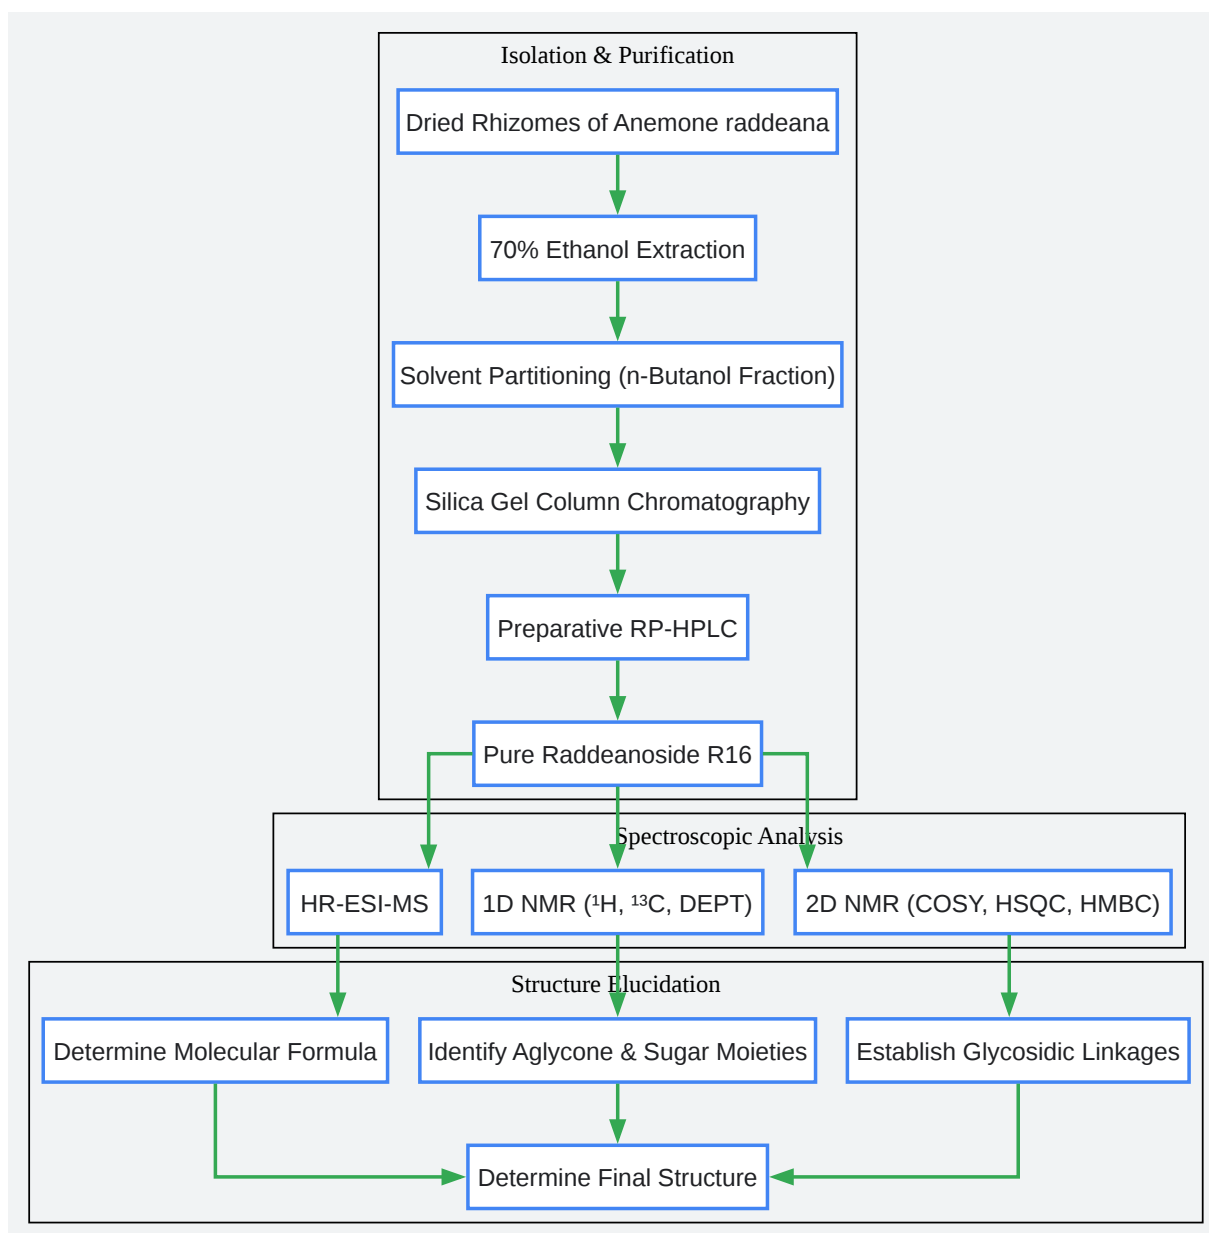 Isolation & Purification
Dried Rhizomes of Anemone raddeana
70% Ethanol Extraction
Solvent Partitioning (n-Butanol Fraction)
Silica Gel Column Chromatography
Preparative RP-HPLC
Pure Raddeanoside R16
Spectroscopic Analysis
HR-ESI-MS
1D NMR (¹H, ¹³C, DEPT)
2D NMR (COSY, HSQC, HMBC)
Structure Elucidation
Determine Molecular Formula
Identify Aglycone & Sugar Moieties
Establish Glycosidic Linkages
Determine Final Structure